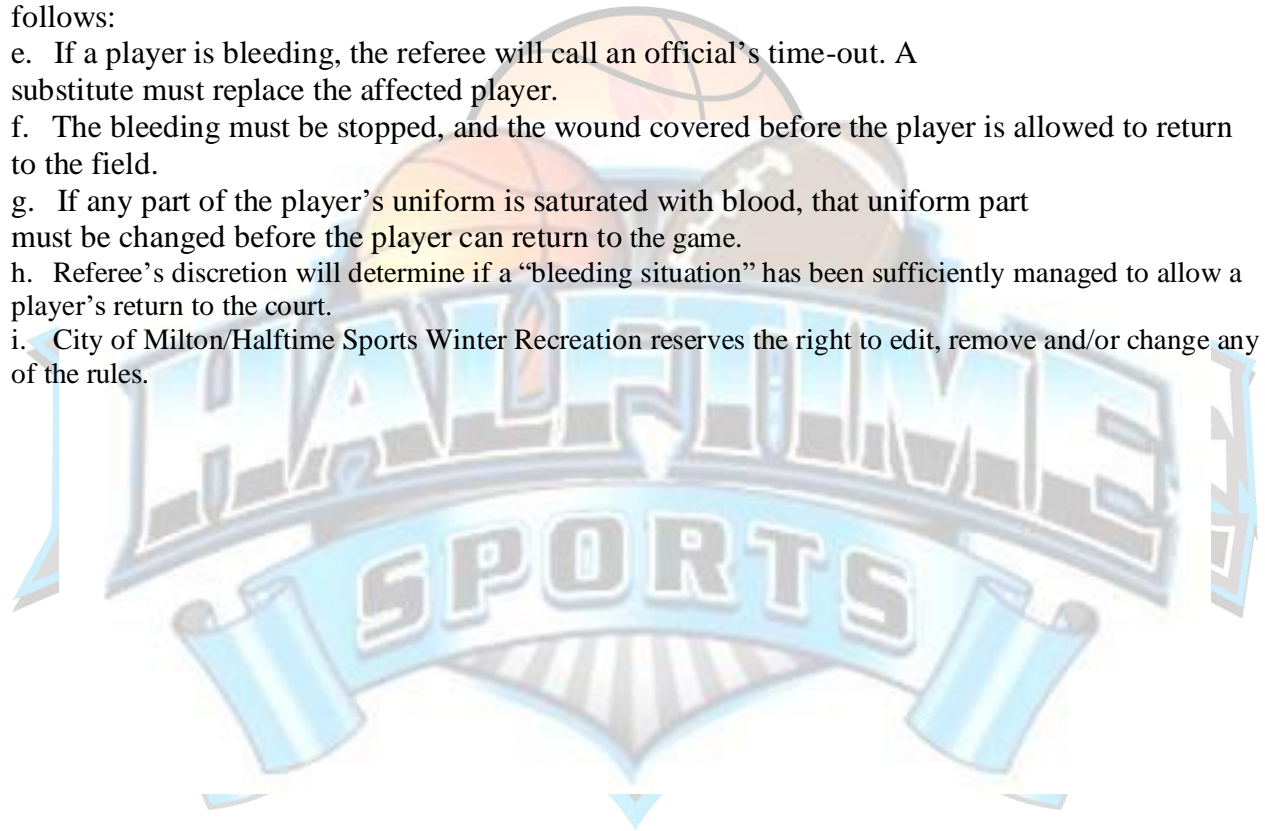 follows:
e. If a player is bleeding, the referee will call an official’s time-out. A
substitute must replace the affected player.
f. The bleeding must be stopped, and the wound covered before the player is allowed to return
to the field.
g. If any part of the player’s uniform is saturated with blood, that uniform part
must be changed before the player can return to the game.
h. Referee’s discretion will determine if a “bleeding situation” has been sufficiently managed to allow a
player’s return to the court.
i. City of Milton/Halftime Sports Winter Recreation reserves the right to edit, remove and/or change any
of the rules.
HALFTIME
SPORTS